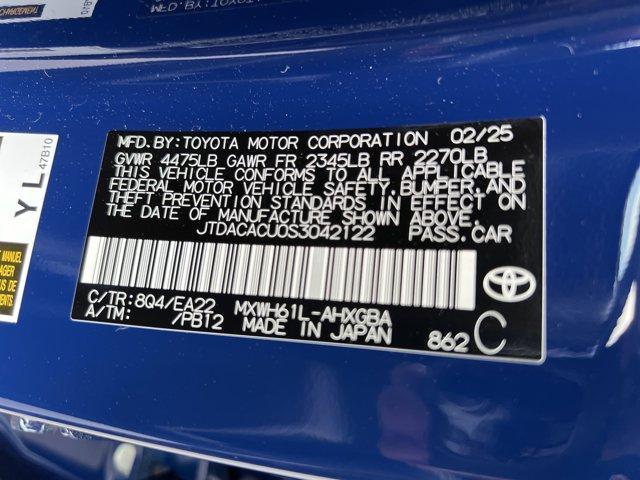 MFD. BY: TOYOTA MOTOR CORPORATION 02/25
GVWR 4475LB GAWR FR 2345LB RR 2270LB
THIS VEHICLE CONFORMS TO ALL APPLICABLE
FEDERAL MOTOR VEHICLE SAFETY, BUMPER, AND
THEFT PREVENTION STANDARDS IN EFFECT ON
THE DATE OF MANUFACTURE SHOWN ABOVE.
JTDACACU0S3042122 PASS. CAR
C/TR: 8Q4/EA22 MXWH61L-AHXGBA
A/TM: /PB12 MADE IN JAPAN 862 C
YL
47B10